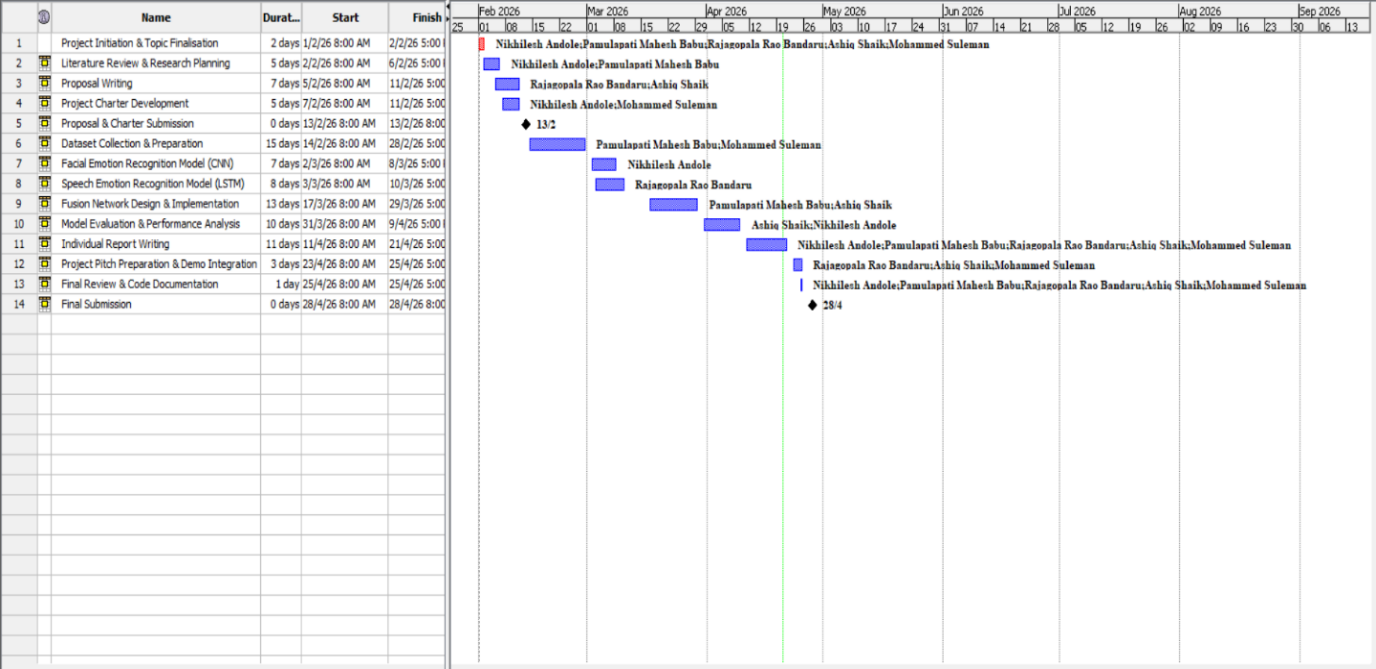 Name Durat... Start Finish
Feb 2026 Mar 2026 Apr 2026 May 2026 Jun 2026 Jul 2026 Aug 2026 Sep 2026
25 01 08 15 22 01 08 15 22 29 05 12 19 26 03 10 17 24 31 07 14 21 28 05 12 19 26 02 09 16 23 30 06 13
1 Project Initiation & Topic Finalisation 2 days 1/2/26 8:00 AM 2/2/26 5:00 Nikhilesh Andole;Pamulapati Mahesh Babu;Rajagopala Rao Bandaru;Ashiq Shaik;Mohammed Suleman
2 Literature Review & Research Planning 5 days 2/2/26 8:00 AM 6/2/26 5:00 Nikhilesh Andole;Pamulapati Mahesh Babu
3 Proposal Writing 7 days 5/2/26 8:00 AM 11/2/26 5:00 Rajagopala Rao Bandaru;Ashiq Shaik
4 Project Charter Development 5 days 7/2/26 8:00 AM 11/2/26 5:00 Nikhilesh Andole;Mohammed Suleman
5 Proposal & Charter Submission 0 days 13/2/26 8:00 AM 13/2/26 8:00 13/2
6 Dataset Collection & Preparation 15 days 14/2/26 8:00 AM 28/2/26 5:00 Pamulapati Mahesh Babu;Mohammed Suleman
7 Facial Emotion Recognition Model (CNN) 7 days 2/3/26 8:00 AM 8/3/26 5:00 Nikhilesh Andole
8 Speech Emotion Recognition Model (LSTM) 8 days 3/3/26 8:00 AM 10/3/26 5:00 Rajagopala Rao Bandaru
9 Fusion Network Design & Implementation 13 days 17/3/26 8:00 AM 29/3/26 5:00 Pamulapati Mahesh Babu;Ashiq Shaik
10 Model Evaluation & Performance Analysis 10 days 31/3/26 8:00 AM 9/4/26 5:00 Ashiq Shaik;Nikhilesh Andole
11 Individual Report Writing 11 days 11/4/26 8:00 AM 21/4/26 5:00 Nikhilesh Andole;Pamulapati Mahesh Babu;Rajagopala Rao Bandaru;Ashiq Shaik;Mohammed Suleman
12 Project Pitch Preparation & Demo Integration 3 days 23/4/26 8:00 AM 25/4/26 5:00 Rajagopala Rao Bandaru;Ashiq Shaik;Mohammed Suleman
13 Final Review & Code Documentation 1 day 25/4/26 8:00 AM 25/4/26 5:00 Nikhilesh Andole;Pamulapati Mahesh Babu;Rajagopala Rao Bandaru;Ashiq Shaik;Mohammed Suleman
14 Final Submission 0 days 28/4/26 8:00 AM 28/4/26 8:00 28/4